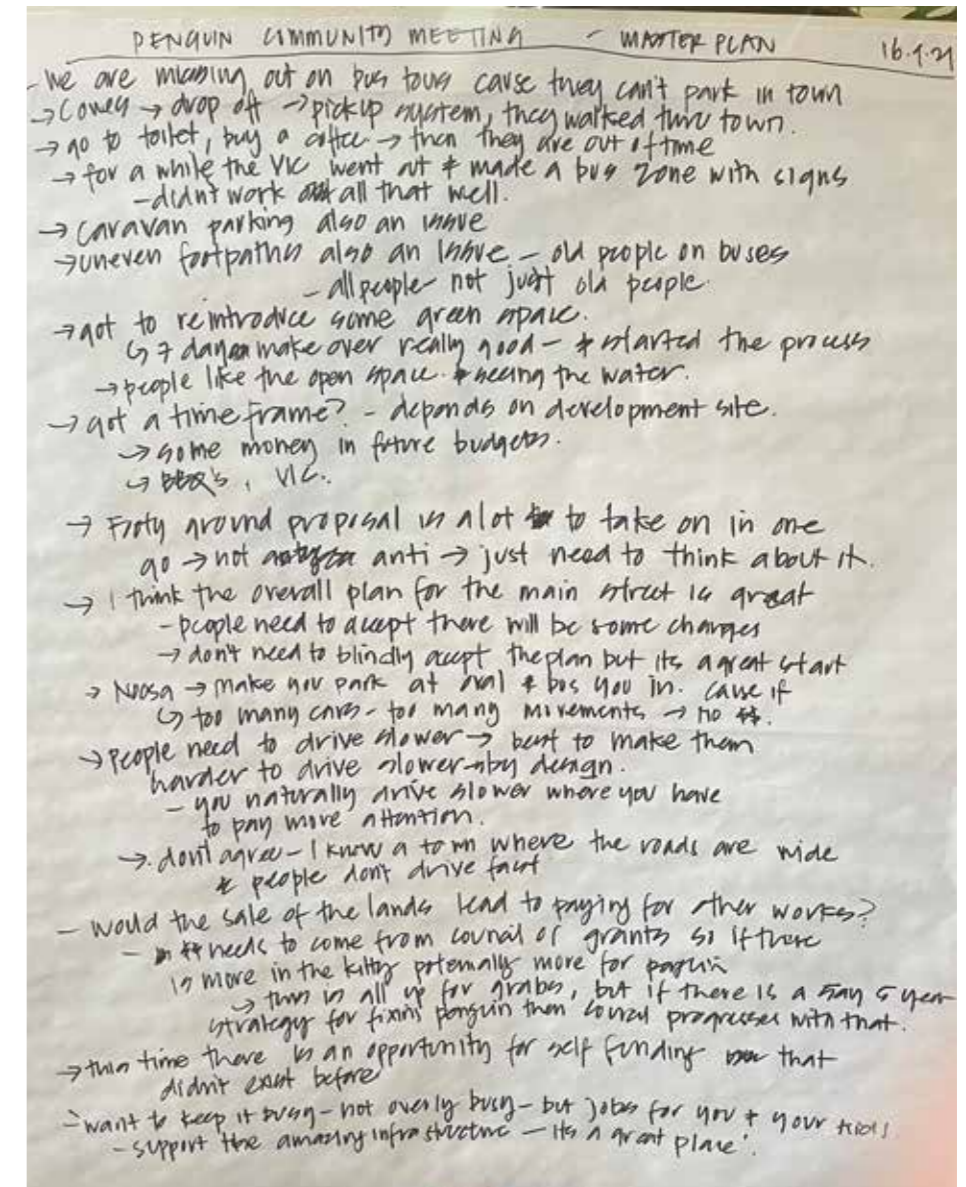 PENGUIN COMMUNITY MEETING - MASTER PLAN 16.9.21
- we are missing out on bus tours cause they can't park in town
→ Cowes → drop off → pickup system, they walked thru town.
→ go to toilet, buy a coffee → then they are out of time
→ for a while the VIC went out & made a bus zone with signs
- didn't work all that well.
→ caravan parking also an issue
→ uneven footpaths also an issue - old people on buses
- all people - not just old people.
→ got to reintroduce some green space.
↳ 7 day make over really good - & started the process
→ people like the open space & seeing the water.
→ got a time frame? - depends on development site.
→ some money in future budgets.
↳ BBQ's, VIC.
→ Footy ground proposal is a lot to take on in one
go → not anti → just need to think about it.
→ I think the overall plan for the main street is great
- people need to accept there will be some changes
→ don't need to blindly accept the plan but its a great start
→ Noosa → make you park at oval & bus you in. cause if
↳ too many cars - too many movements → no $$.
→ People need to drive slower → best to make them
harder to drive slower - by design.
- you naturally drive slower where you have
to pay more attention.
→ don't agree - I know a town where the roads are wide
& people don't drive fast
- would the sale of the lands lead to paying for other works?
- $$ needs to come from council or grants so if there
is more in the kitty potentially more for penguin
→ this is all up for grabs, but if there is a say 5 year
strategy for fixing penguin then council progresses with that.
→ this time there is an opportunity for self funding that
didn't exist before
- want to keep it busy - not overly busy - but jobs for you & your kids
- support the amazing infrastructure - its a great place!